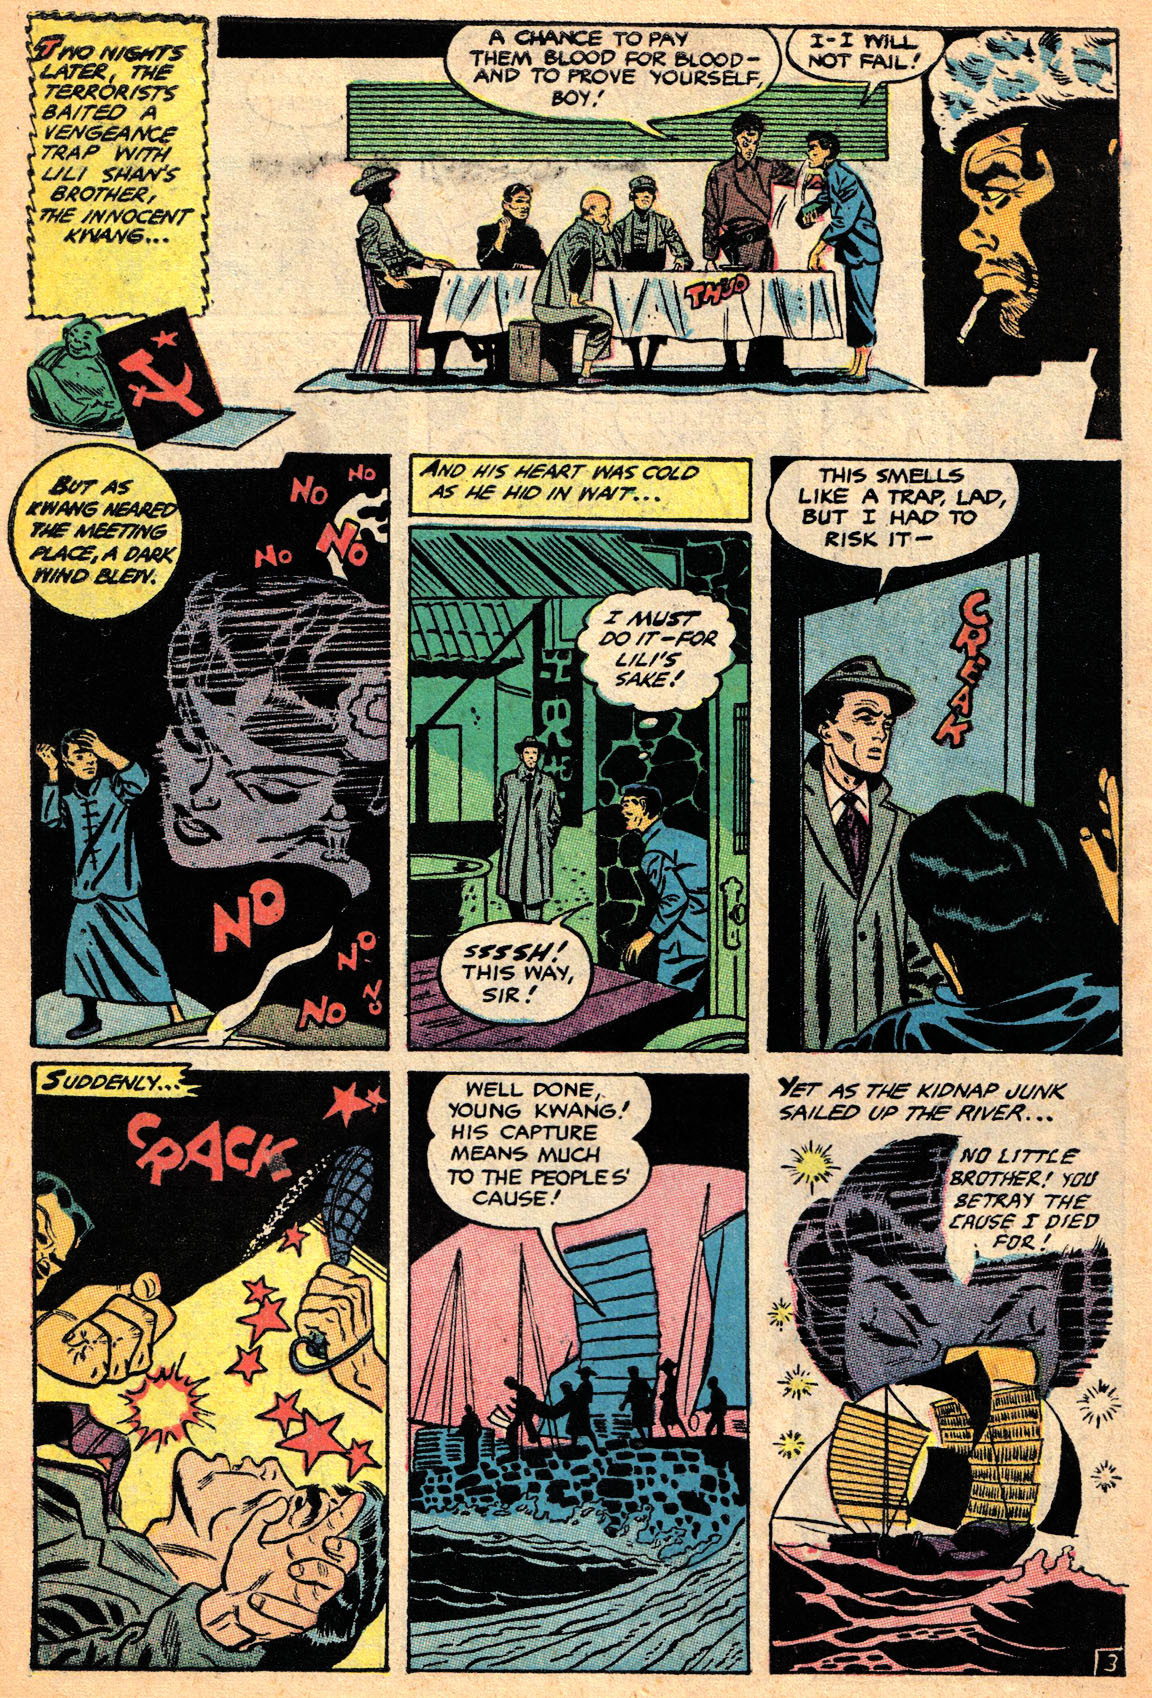 TWO NIGHTS
LATER, THE
TERRORISTS
BAITED A
VENGEANCE
TRAP WITH
LILI SHAN'S
BROTHER,
THE INNOCENT
KWANG...
A CHANCE TO PAY
THEM BLOOD FOR BLOOD—
AND TO PROVE YOURSELF,
BOY!
I-I WILL
NOT FAIL!
THUD
BUT AS
KWANG NEARED
THE MEETING
PLACE, A DARK
WIND BLEW.
NO
NO
NO
NO
NO
NO
NO
NO
AND HIS HEART WAS COLD
AS HE HID IN WAIT...
I MUST
DO IT—FOR
LILI'S
SAKE!
SSSSH!
THIS WAY,
SIR!
THIS SMELLS
LIKE A TRAP, LAD,
BUT I HAD TO
RISK IT—
CREAK
SUDDENLY...
CRACK
WELL DONE,
YOUNG KWANG!
HIS CAPTURE
MEANS MUCH
TO THE PEOPLES'
CAUSE!
YET AS THE KIDNAP JUNK
SAILED UP THE RIVER...
NO LITTLE
BROTHER! YOU
BETRAY THE
CAUSE I DIED
FOR!
3